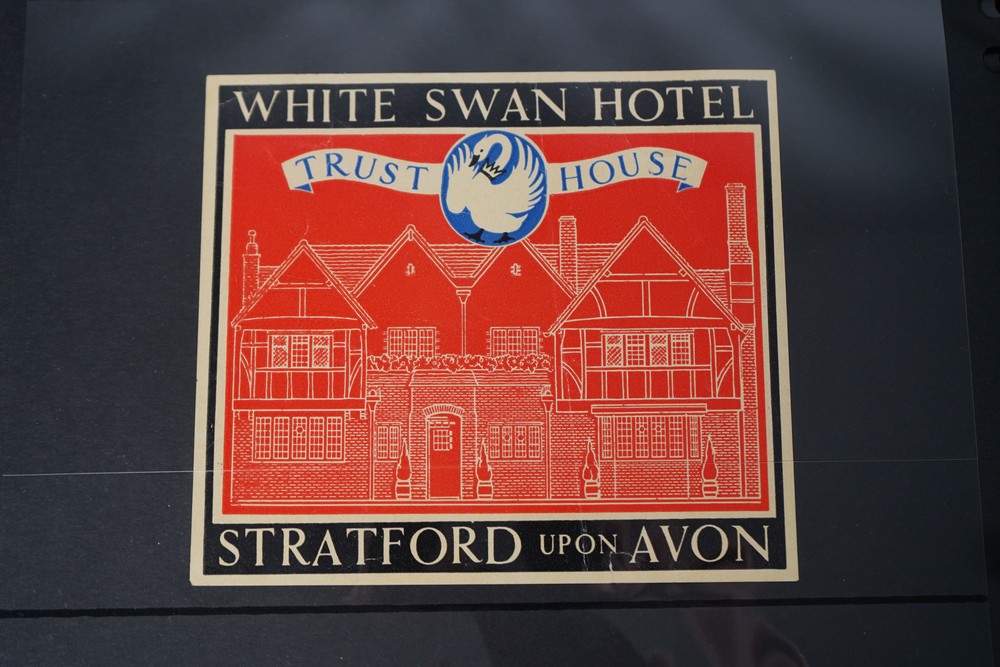 WHITE SWAN HOTEL
TRUST HOUSE
STRATFORD UPON AVON